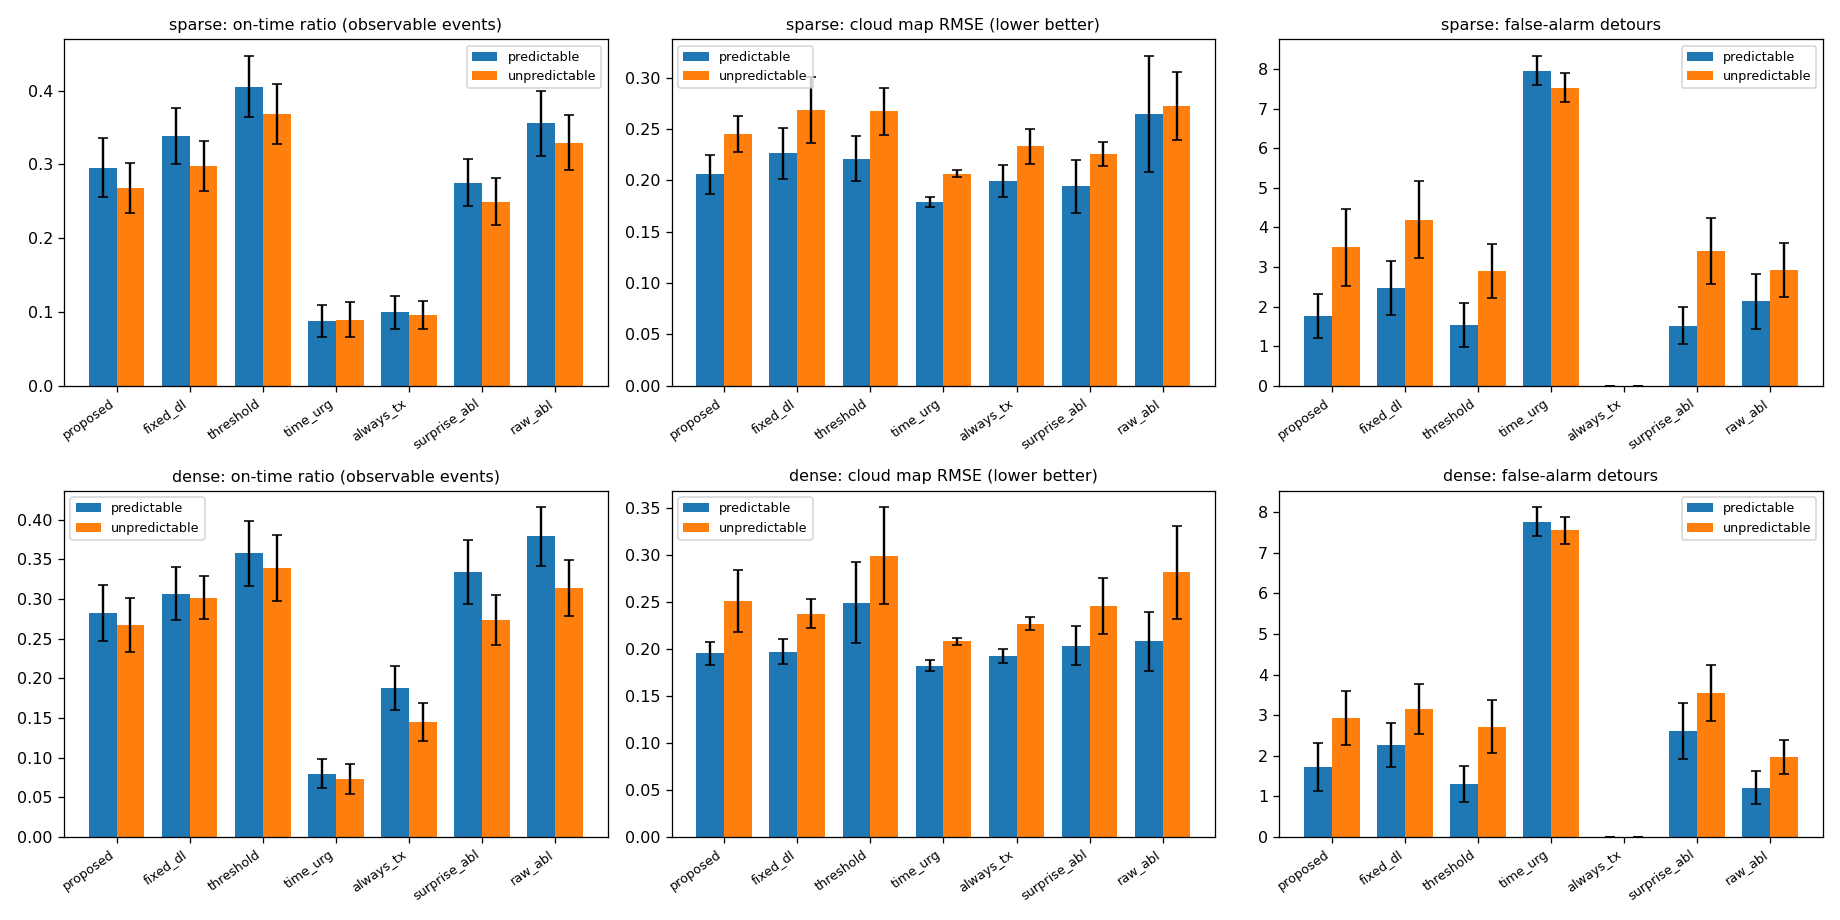 sparse: on-time ratio (observable events)
predictable
unpredictable
0.4
0.3
0.2
0.1
0.0
proposed
fixed_dl
threshold
time_urg
always_tx
surprise_abl
raw_abl
sparse: cloud map RMSE (lower better)
predictable
unpredictable
0.30
0.25
0.20
0.15
0.10
0.05
0.00
proposed
fixed_dl
threshold
time_urg
always_tx
surprise_abl
raw_abl
sparse: false-alarm detours
predictable
unpredictable
8
7
6
5
4
3
2
1
0
proposed
fixed_dl
threshold
time_urg
always_tx
surprise_abl
raw_abl
dense: on-time ratio (observable events)
predictable
unpredictable
0.40
0.35
0.30
0.25
0.20
0.15
0.10
0.05
0.00
proposed
fixed_dl
threshold
time_urg
always_tx
surprise_abl
raw_abl
dense: cloud map RMSE (lower better)
predictable
unpredictable
0.35
0.30
0.25
0.20
0.15
0.10
0.05
0.00
proposed
fixed_dl
threshold
time_urg
always_tx
surprise_abl
raw_abl
dense: false-alarm detours
predictable
unpredictable
8
7
6
5
4
3
2
1
0
proposed
fixed_dl
threshold
time_urg
always_tx
surprise_abl
raw_abl